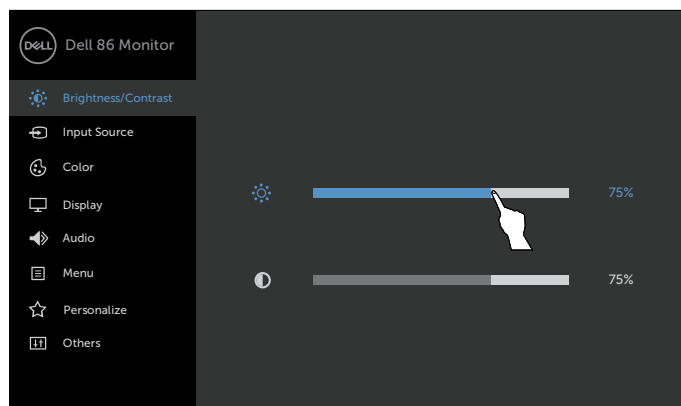 DELL Dell 86 Monitor
Brightness/Contrast
Input Source
Color
Display
Audio
Menu
Personalize
Others
75%
75%